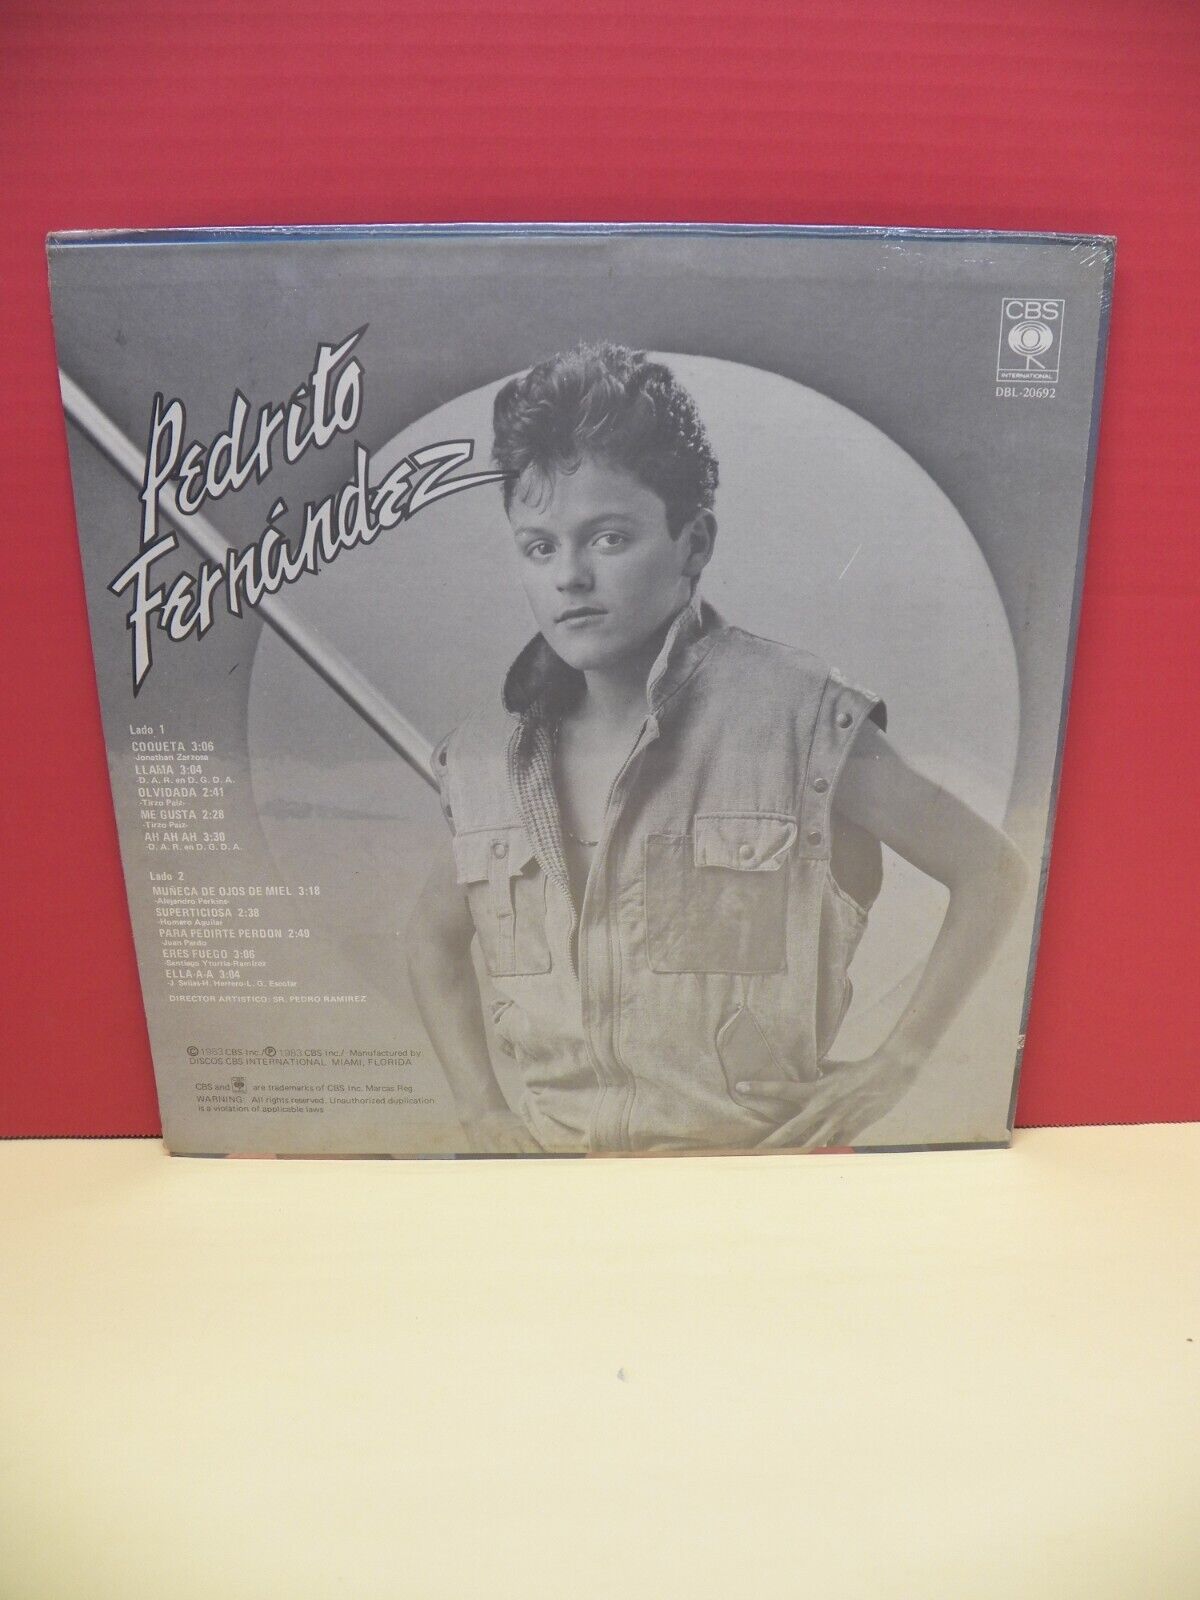 CBS
INTERNATIONAL
DBL-20692
Pedrito
Fernández
Lado 1
COQUETA 3:06
-Jonathan Zarzosa
LLAMA 3:04
-D. A. R. en D. G. D. A.
OLVIDADA 2:41
-Tirzo Paiz-
ME GUSTA 2:28
-Tirzo Paiz-
AH AH AH 3:30
-D. A. R. en D. G. D. A.
Lado 2
MUÑECA DE OJOS DE MIEL 3:18
-Alejandro Perkins-
SUPERTICIOSA 2:38
-Homero Aguilar
PARA PEDIRTE PERDON 2:49
-Juan Pardo
ERES FUEGO 3:06
-Santiago Yturria-Ramirez
ELLA-A-A 3:04
-J. Seijas-H. Herrero-L. G. Escolar
DIRECTOR ARTISTICO: SR. PEDRO RAMIREZ
© 1983 CBS Inc./℗ 1983 CBS Inc./ Manufactured by
DISCOS CBS INTERNATIONAL, MIAMI, FLORIDA
CBS and are trademarks of CBS Inc. Marcas Reg.
WARNING: All rights reserved. Unauthorized duplication
is a violation of applicable laws